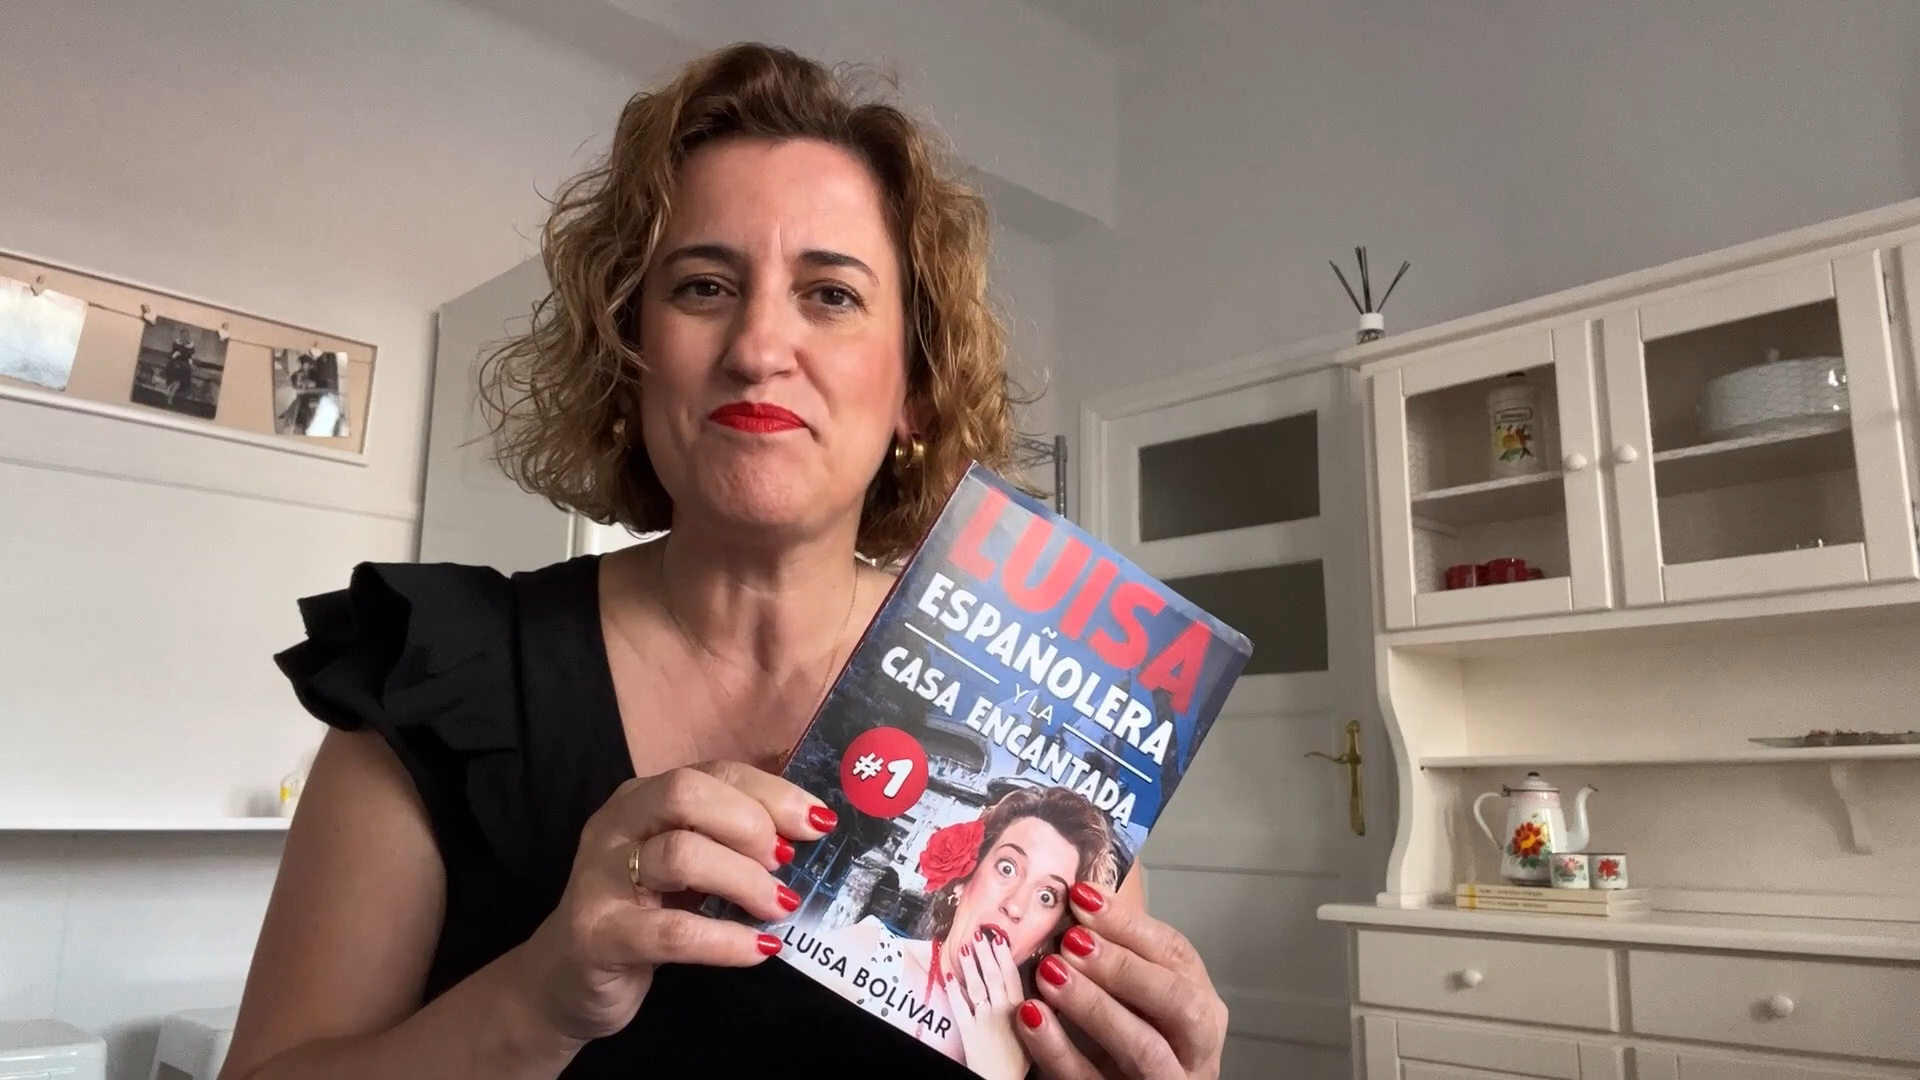 LUISA
ESPAÑOLERA
Y LA
CASA ENCANTADA
#1
LUISA BOLÍVAR